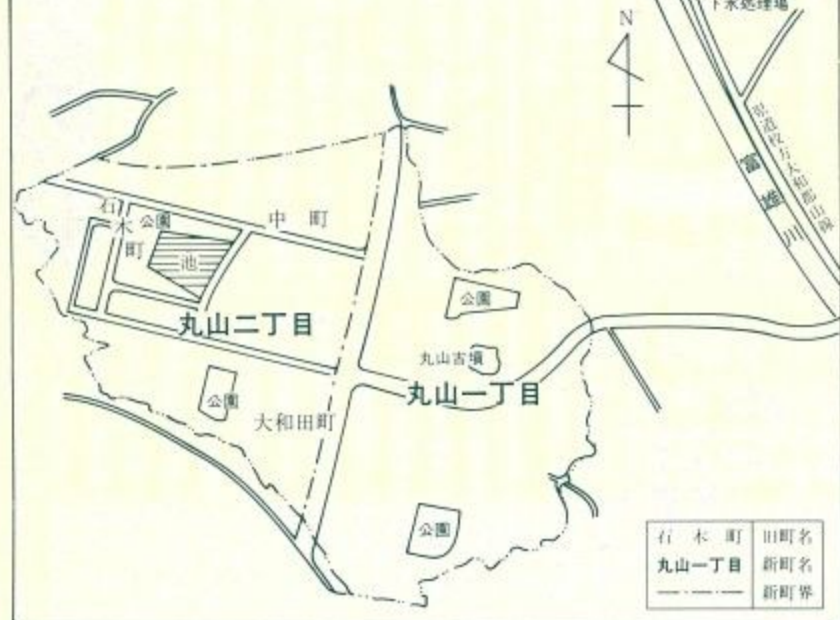 下水処理場
N
県道枚方大和郡山線
富雄川
石木町
公園
中町
池
丸山二丁目
公園
丸山古墳
丸山一丁目
公園
大和田町
公園
石木町 旧町名
丸山一丁目 新町名
新町界